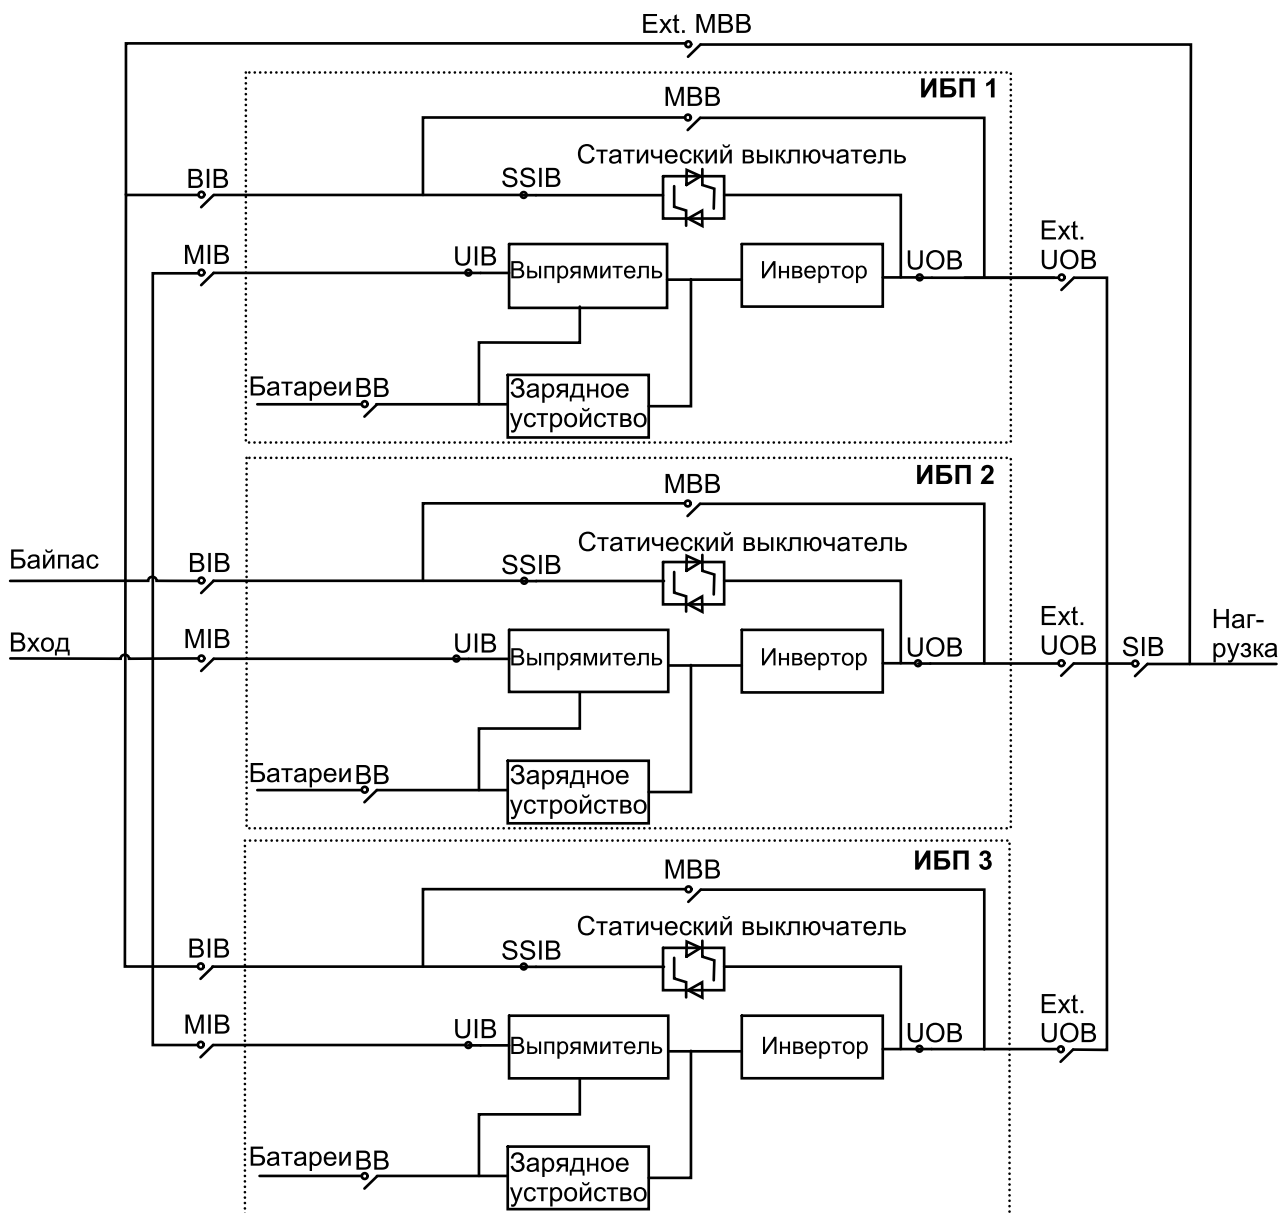 Ext. MBB
ИБП 1
MBB
Статический выключатель
BIB
SSIB
Ext.
UOB
MIB
UIB
Выпрямитель
Инвертор
UOB
Батареи BB
Зарядное
устройство
ИБП 2
MBB
Статический выключатель
Байпас
BIB
SSIB
Ext.
UOB
SIB
Наг-
рузка
Вход
MIB
UIB
Выпрямитель
Инвертор
UOB
Батареи BB
Зарядное
устройство
ИБП 3
MBB
Статический выключатель
BIB
SSIB
Ext.
UOB
MIB
UIB
Выпрямитель
Инвертор
UOB
Батареи BB
Зарядное
устройство